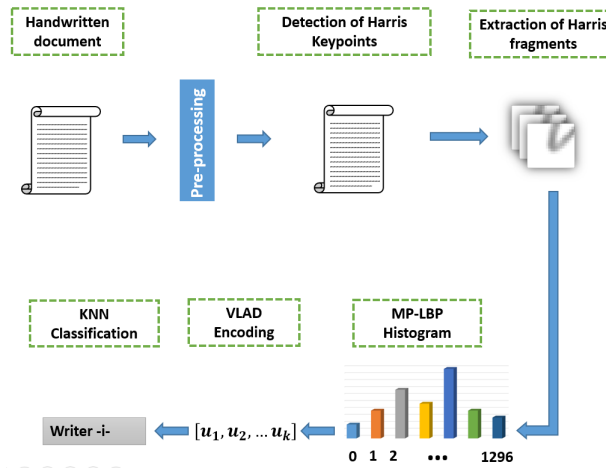 Handwritten
document
Detection of Harris
Keypoints
Extraction of Harris
fragments
Pre-processing
KNN
Classification
VLAD
Encoding
MP-LBP
Histogram
Writer -i-
[u₁, u₂, ... uₖ]
0 1 2 ... 1296